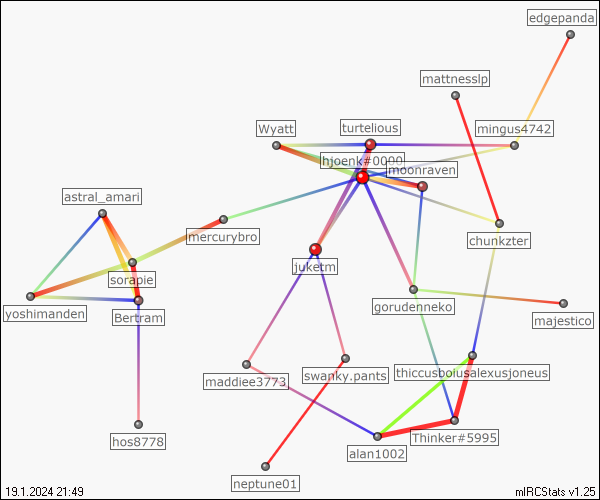 edgepanda
mattnesslp
Wyatt
turtelious
mingus4742
hjoenk#0000
moonraven
astral_amari
mercurybro
chunkzter
juketm
sorapie
yoshimanden
Bertram
gorudenneko
majestico
maddiee3773
swanky.pants
thiccusboiusalexusjoneus
hos8778
alan1002
Thinker#5995
neptune01
19.1.2024 21:49
mIRCStats v1.25